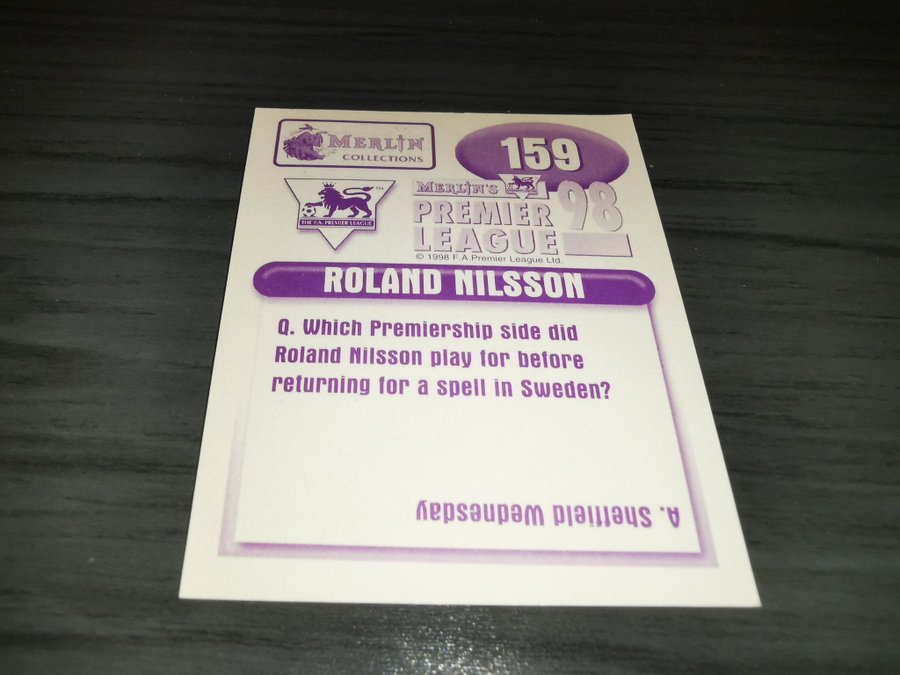 MERLIN
COLLECTIONS
159
THE F.A. PREMIER LEAGUE
TM
MERLIN'S
PREMIER
LEAGUE
98
© 1998 F.A.Premier League Ltd.
ROLAND NILSSON
Q. Which Premiership side did
Roland Nilsson play for before
returning for a spell in Sweden?
A. Sheffield Wednesday